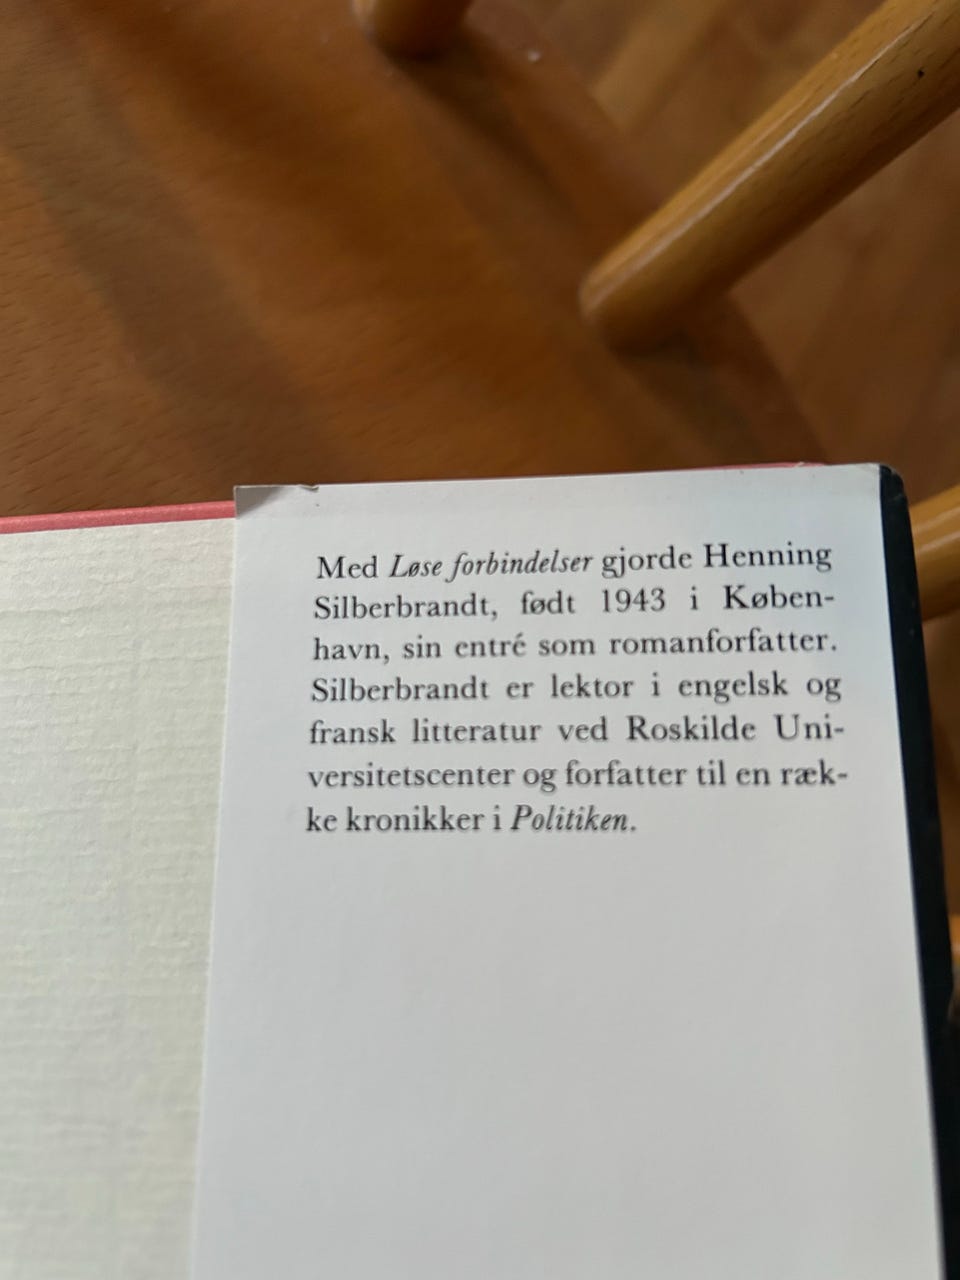 Med Løse forbindelser gjorde Henning
Silberbrandt, født 1943 i Køben-
havn, sin entré som romanforfatter.
Silberbrandt er lektor i engelsk og
fransk litteratur ved Roskilde Uni-
versitetscenter og forfatter til en ræk-
ke kronikker i Politiken.